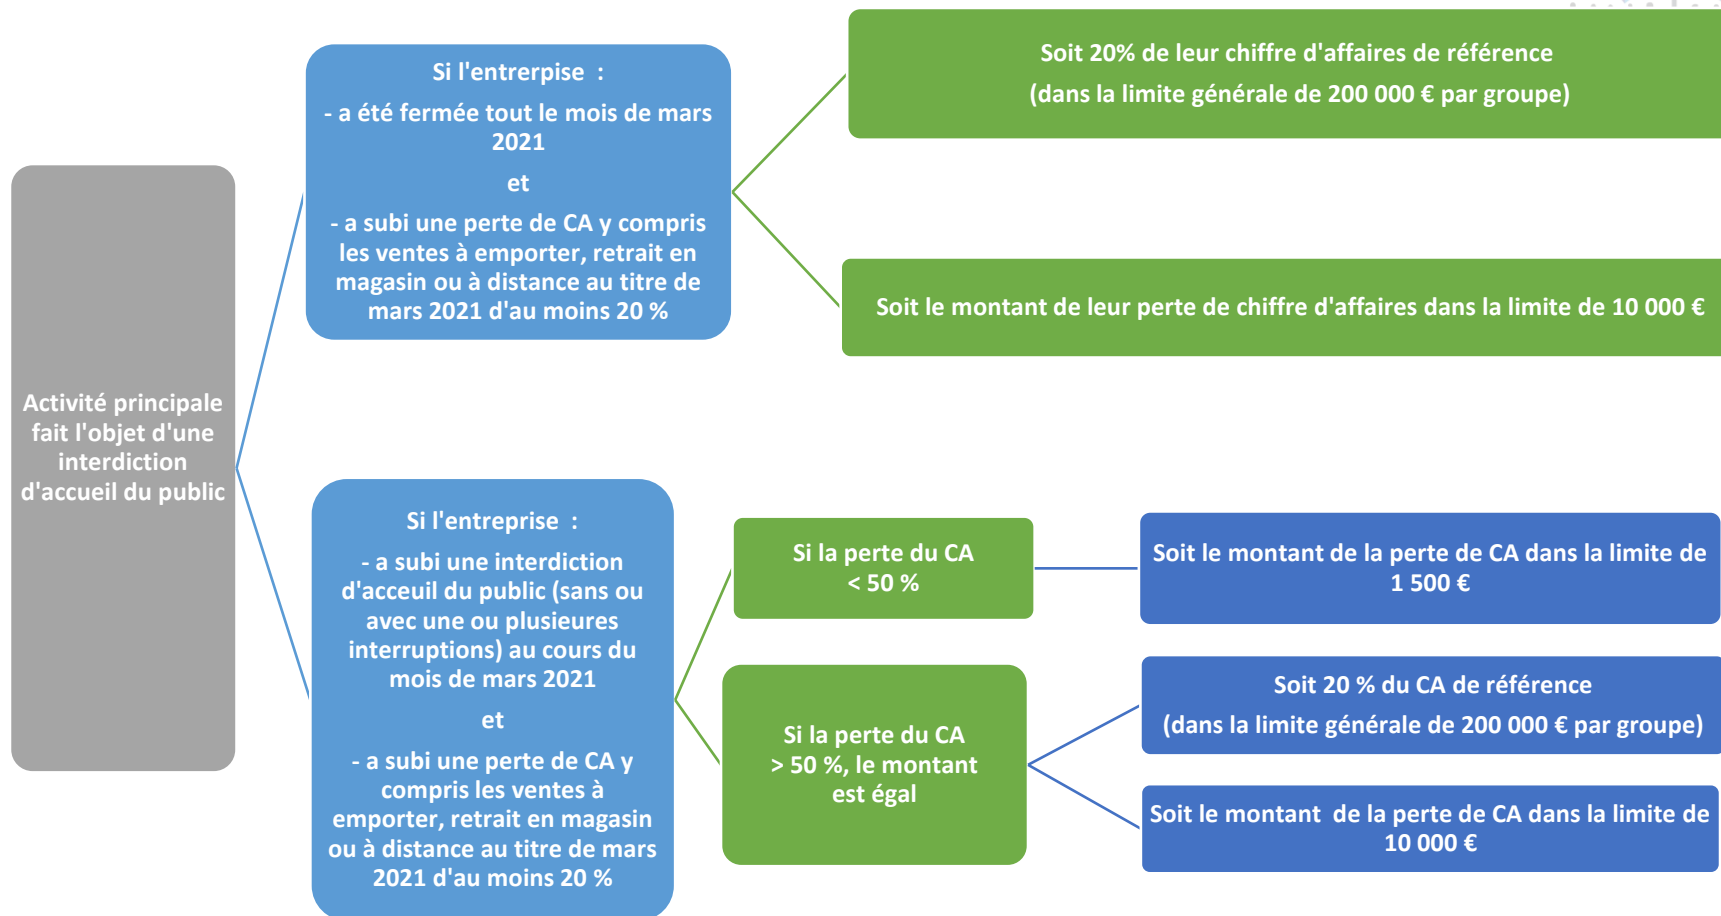 Activité principale
fait l'objet d'une
interdiction
d'accueil du public
Si l'entrerpise :
- a été fermée tout le mois de mars
2021
et
- a subi une perte de CA y compris
les ventes à emporter, retrait en
magasin ou à distance au titre de
mars 2021 d'au moins 20 %
Soit 20% de leur chiffre d'affaires de référence
(dans la limite générale de 200 000 € par groupe)
Soit le montant de leur perte de chiffre d'affaires dans la limite de 10 000 €
Si l'entreprise :
- a subi une interdiction
d'acceuil du public (sans ou
avec une ou plusieures
interruptions) au cours du
mois de mars 2021
et
- a subi une perte de CA y
compris les ventes à
emporter, retrait en magasin
ou à distance au titre de mars
2021 d'au moins 20 %
Si la perte du CA
< 50 %
Soit le montant de la perte de CA dans la limite de
1 500 €
Si la perte du CA
> 50 %, le montant
est égal
Soit 20 % du CA de référence
(dans la limite générale de 200 000 € par groupe)
Soit le montant de la perte de CA dans la limite de
10 000 €